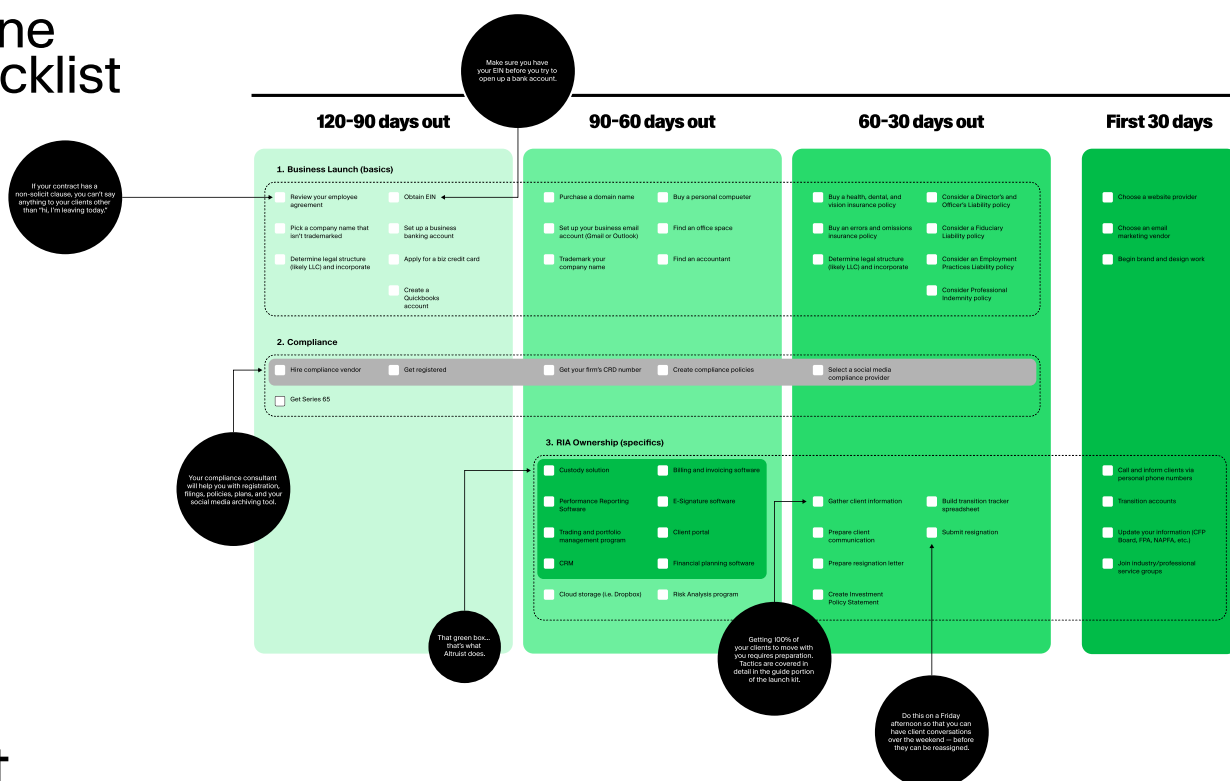 ne
cklist
Make sure you have
your EIN before you try to
open up a bank account.
120-90 days out
90-60 days out
60-30 days out
First 30 days
If your contract has a
non-solicit clause, you can't say
anything to your clients other
than "hi, I'm leaving today."
1. Business Launch (basics)
Review your employee
agreement
Pick a company name that
isn't trademarked
Determine legal structure
(likely LLC) and incorporate
Obtain EIN
Set up a business
banking account
Apply for a biz credit card
Create a
Quickbooks
account
Purchase a domain name
Set up your business email
account (Gmail or Outlook)
Trademark your
company name
Buy a personal compueter
Find an office space
Find an accountant
Buy a health, dental, and
vision insurance policy
Buy an errors and omissions
insurance policy
Determine legal structure
(likely LLC) and incorporate
Consider a Director's and
Officer's Liability policy
Consider a Fiduciary
Liability policy
Consider an Employment
Practices Liability policy
Consider Professional
Indemnity policy
Choose a website provider
Choose an email
marketing vendor
Begin brand and design work
2. Compliance
Hire compliance vendor
Get registered
Get your firm's CRD number
Create compliance policies
Select a social media
compliance provider
Get Series 65
Your compliance consultant
will help you with registration,
filings, policies, plans, and your
social media archiving tool.
3. RIA Ownership (specifics)
Custody solution
Performance Reporting
Software
Trading and portfolio
management program
CRM
Cloud storage (i.e. Dropbox)
Billing and invoicing software
E-Signature software
Client portal
Financial planning software
Risk Analysis program
Gather client information
Prepare client
communication
Prepare resignation letter
Create Investment
Policy Statement
Build transition tracker
spreadsheet
Submit resignation
Call and inform clients via
personal phone numbers
Transition accounts
Update your information (CFP
Board, FPA, NAPFA, etc.)
Join industry/professional
service groups
That green box...
that's what
Altruist does.
Getting 100% of
your clients to move with
you requires preparation.
Tactics are covered in
detail in the guide portion
of the launch kit.
Do this on a Friday
afternoon so that you can
have client conversations
over the weekend — before
they can be reassigned.